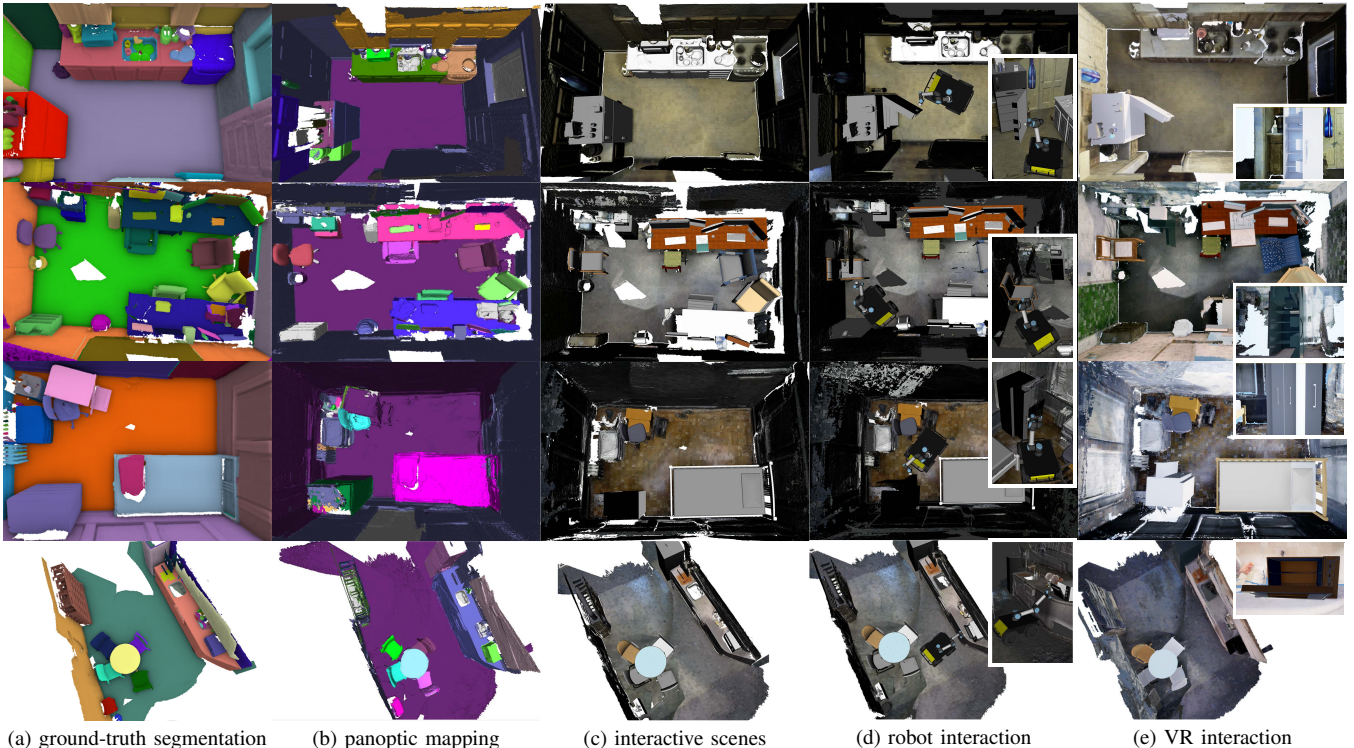 (a) ground-truth segmentation
(b) panoptic mapping
(c) interactive scenes
(d) robot interaction
(e) VR interaction